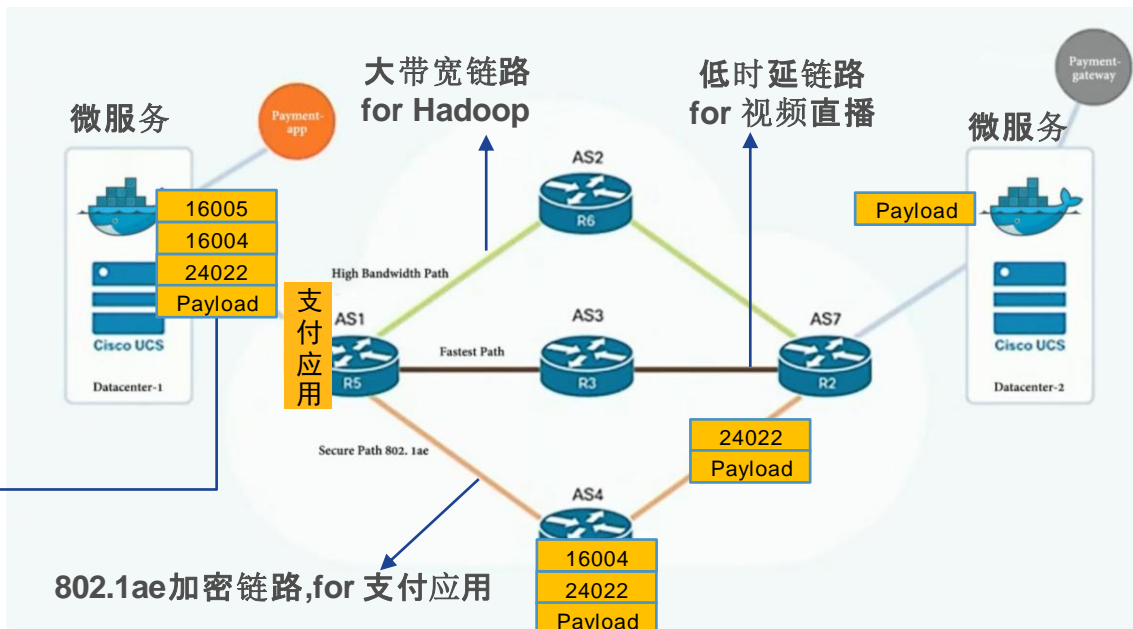 大带宽链路
for Hadoop
低时延链路
for 视频直播
Payment-
gateway
微服务
Payment-
app
微服务
AS2
R6
16005
16004
24022
Payload
Payload
High Bandwidth Path
支付应用
AS1
R5
Fastest Path
AS3
R3
AS7
R2
Cisco UCS
Datacenter-1
Cisco UCS
Datacenter-2
Secure Path 802. 1ae
24022
Payload
AS4
16004
24022
Payload
802.1ae加密链路,for 支付应用